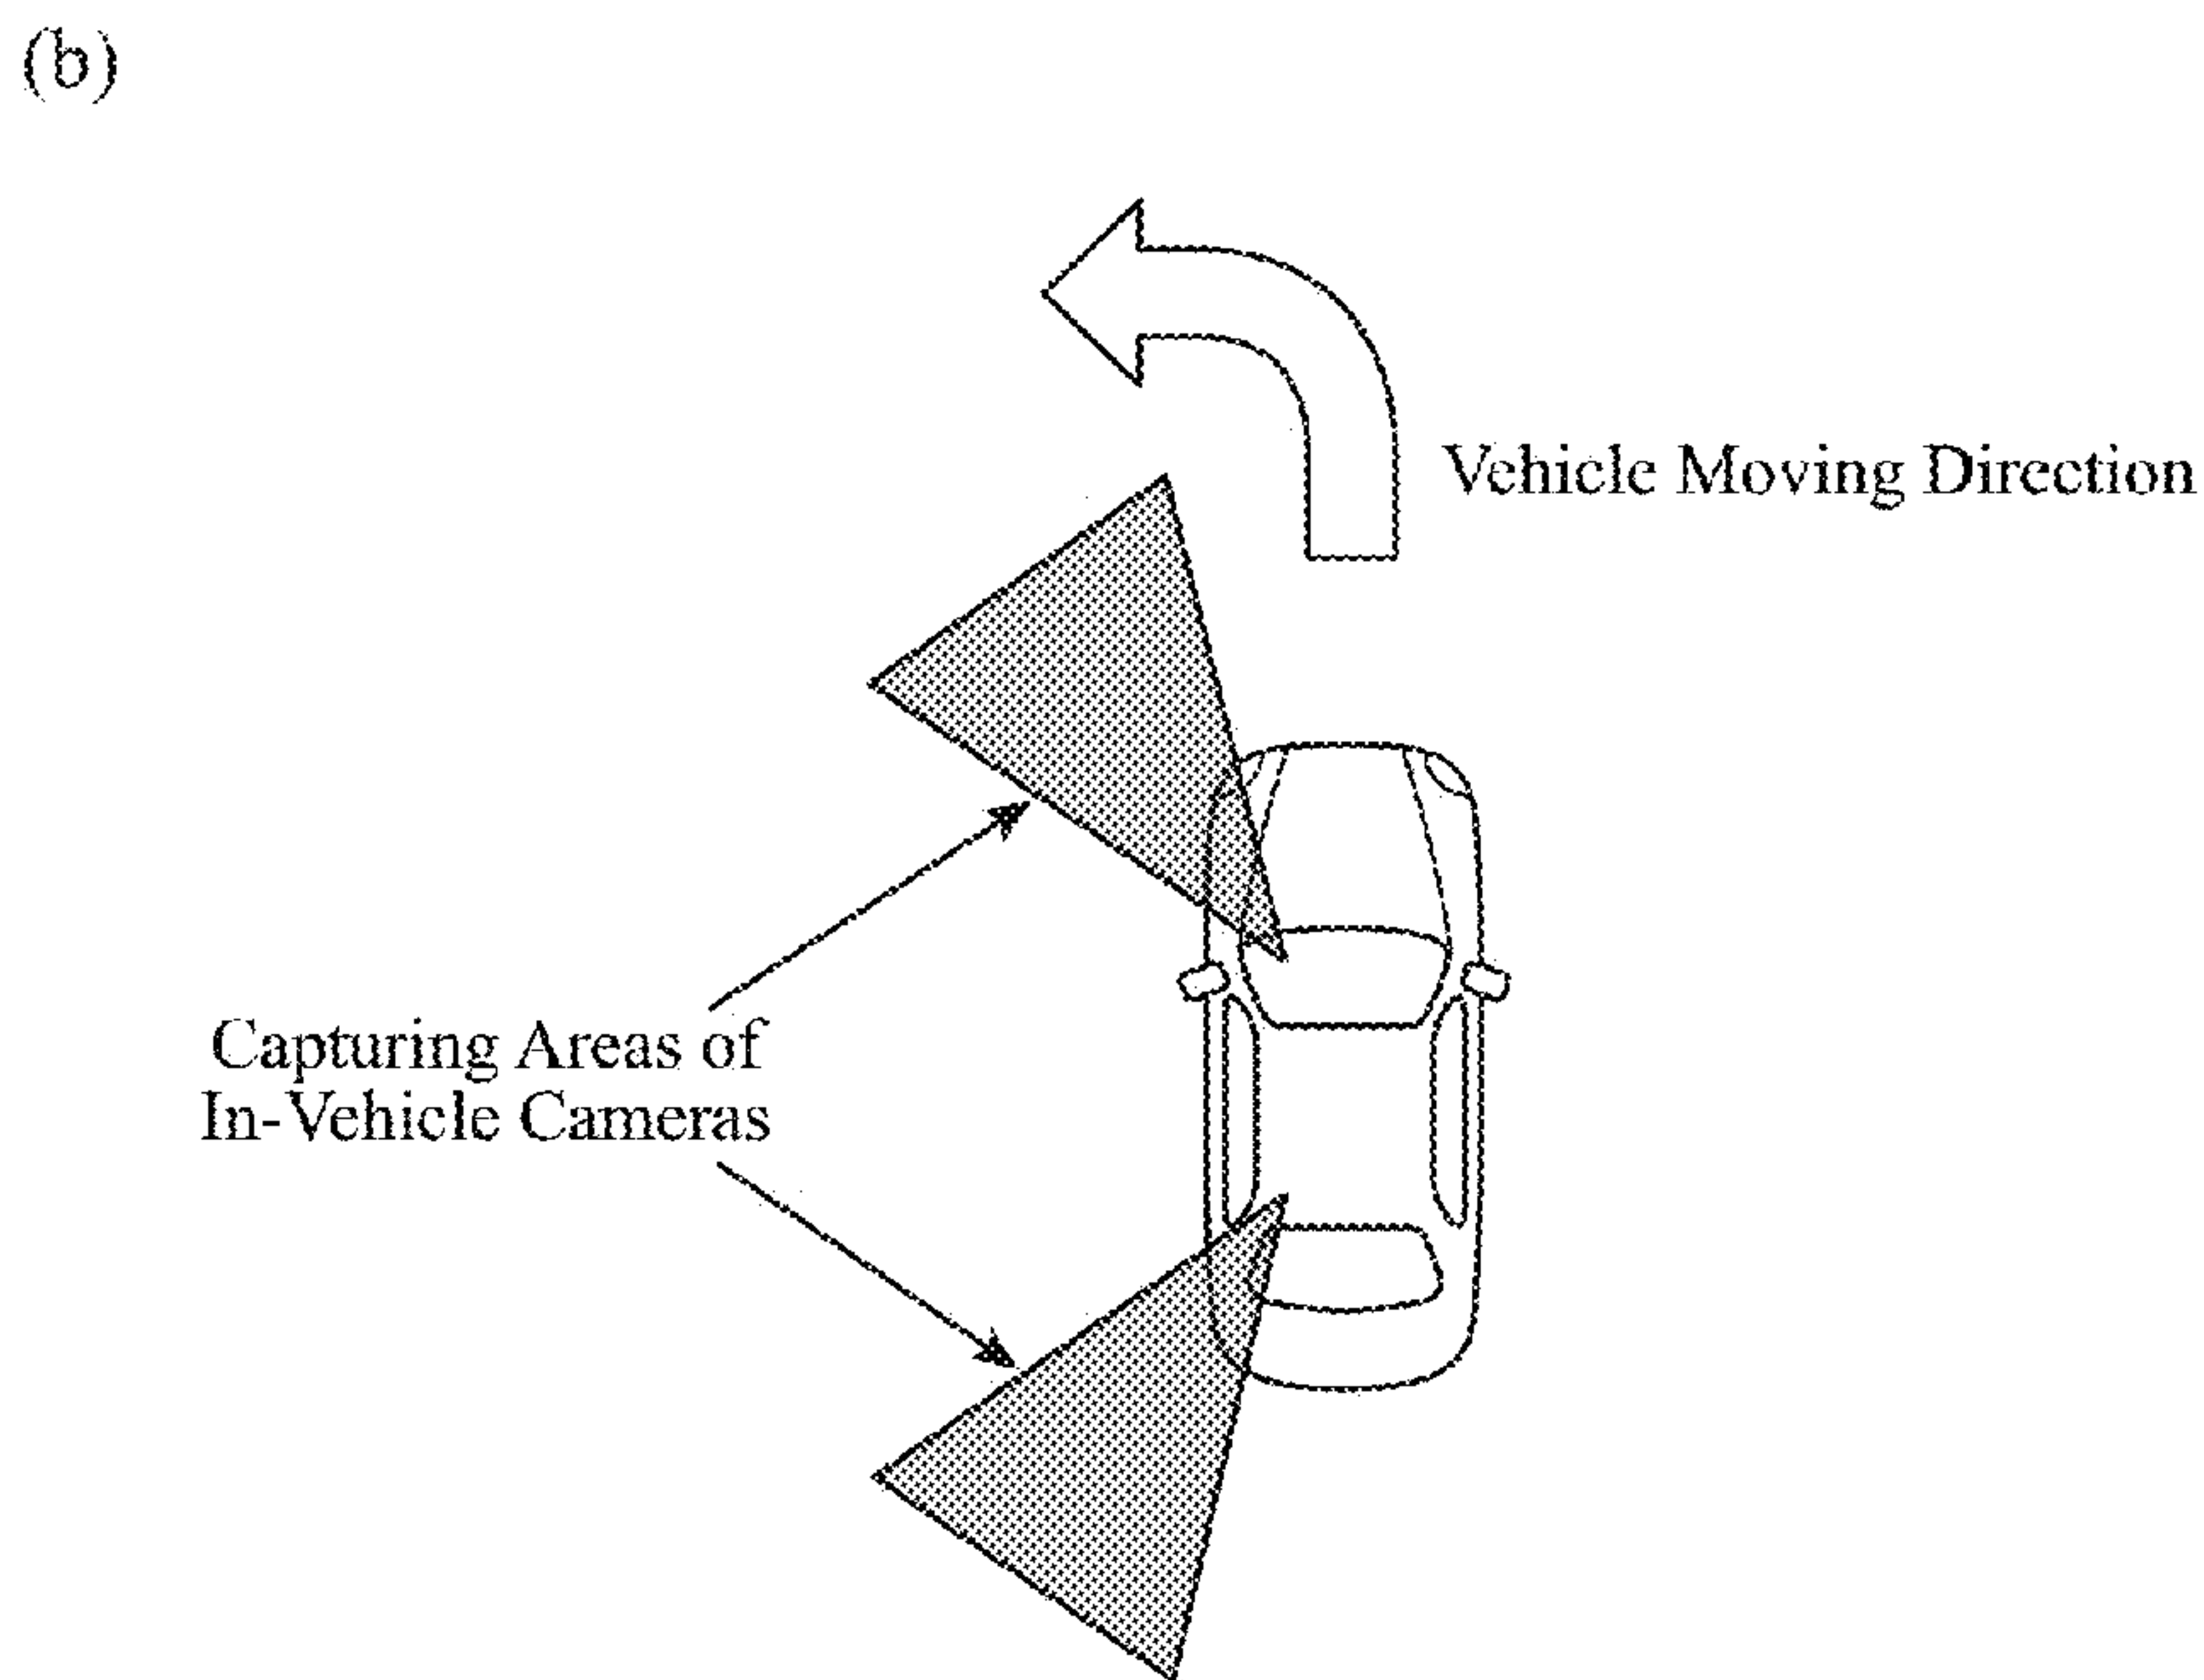 (b)
Vehicle Moving Direction
Capturing Areas of
In-Vehicle Cameras